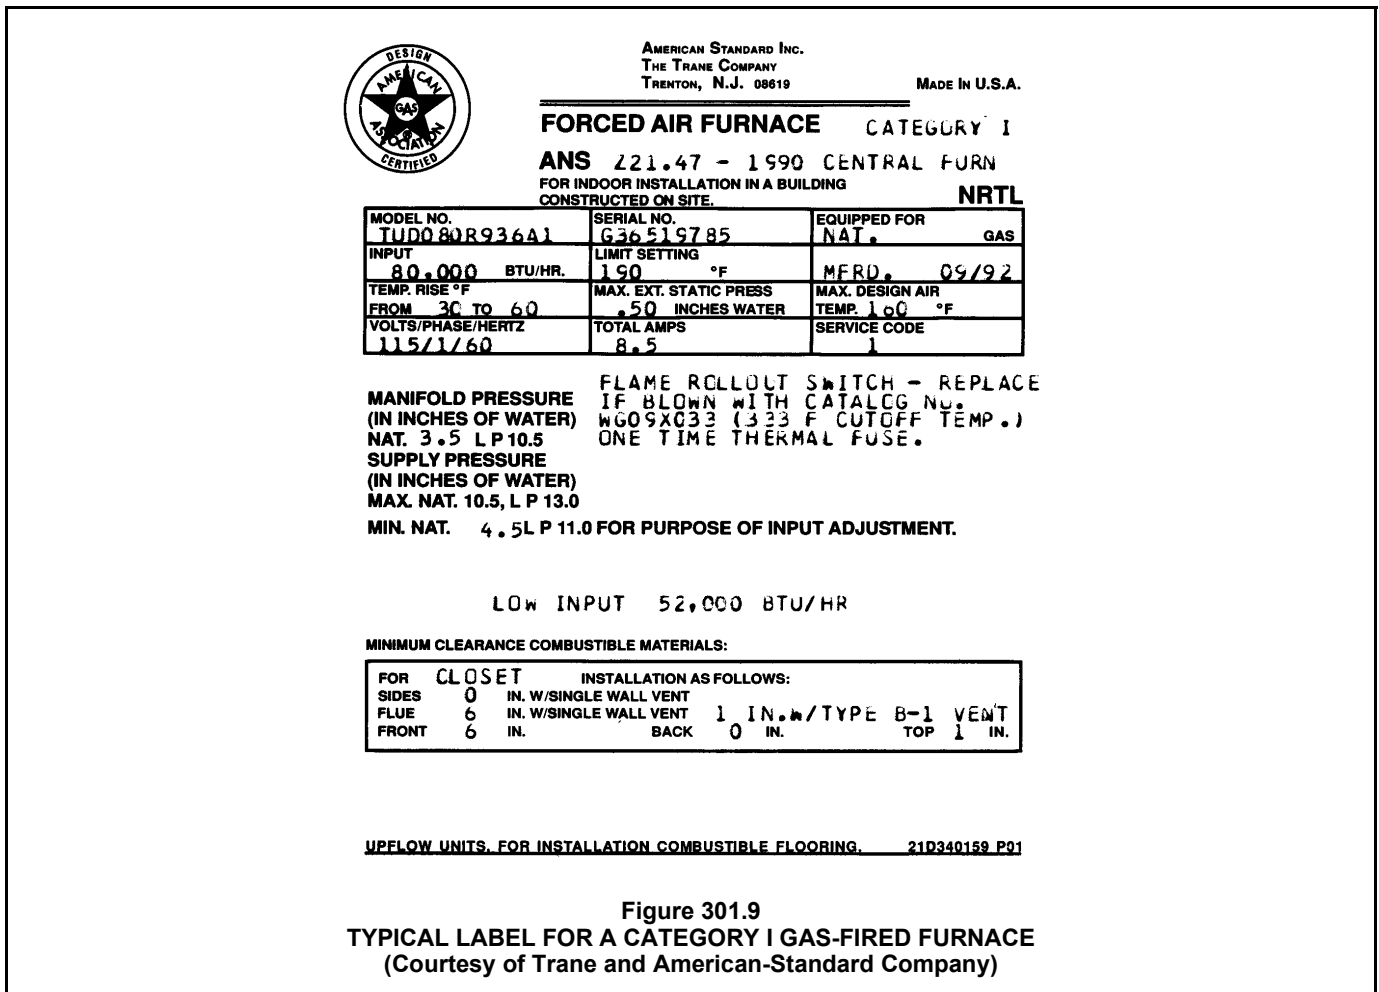 DESIGN
AMERICAN
GAS
ASSOCIATION
CERTIFIED
AMERICAN STANDARD INC.
THE TRANE COMPANY
TRENTON, N.J. 08619
MADE IN U.S.A.
FORCED AIR FURNACE CATEGORY I
ANS Z21.47 - 1990 CENTRAL FURN
FOR INDOOR INSTALLATION IN A BUILDING
CONSTRUCTED ON SITE.
NRTL
MODEL NO. SERIAL NO. EQUIPPED FOR
TUD080R936A1 G36519785 NAT. GAS
INPUT LIMIT SETTING
80,000 BTU/HR. 190 °F MFRD. 09/92
TEMP. RISE °F MAX. EXT. STATIC PRESS MAX. DESIGN AIR
FROM 30 TO 60 .50 INCHES WATER TEMP. 160 °F
VOLTS/PHASE/HERTZ TOTAL AMPS SERVICE CODE
115/1/60 8.5 1
FLAME ROLLOUT SWITCH - REPLACE
IF BLOWN WITH CATALOG NO.
WG09X033 (333 F CUTOFF TEMP.)
ONE TIME THERMAL FUSE.
MANIFOLD PRESSURE
(IN INCHES OF WATER)
NAT. 3.5 L P 10.5
SUPPLY PRESSURE
(IN INCHES OF WATER)
MAX. NAT. 10.5, L P 13.0
MIN. NAT. 4.5 L P 11.0 FOR PURPOSE OF INPUT ADJUSTMENT.
LOW INPUT 52,000 BTU/HR
MINIMUM CLEARANCE COMBUSTIBLE MATERIALS:
FOR CLOSET INSTALLATION AS FOLLOWS:
SIDES 0 IN. W/SINGLE WALL VENT
FLUE 6 IN. W/SINGLE WALL VENT 1 IN.W/TYPE B-1 VENT
FRONT 6 IN. BACK 0 IN. TOP 1 IN.
UPFLOW UNITS. FOR INSTALLATION COMBUSTIBLE FLOORING. 21D340159 P01
Figure 301.9
TYPICAL LABEL FOR A CATEGORY I GAS-FIRED FURNACE
(Courtesy of Trane and American-Standard Company)